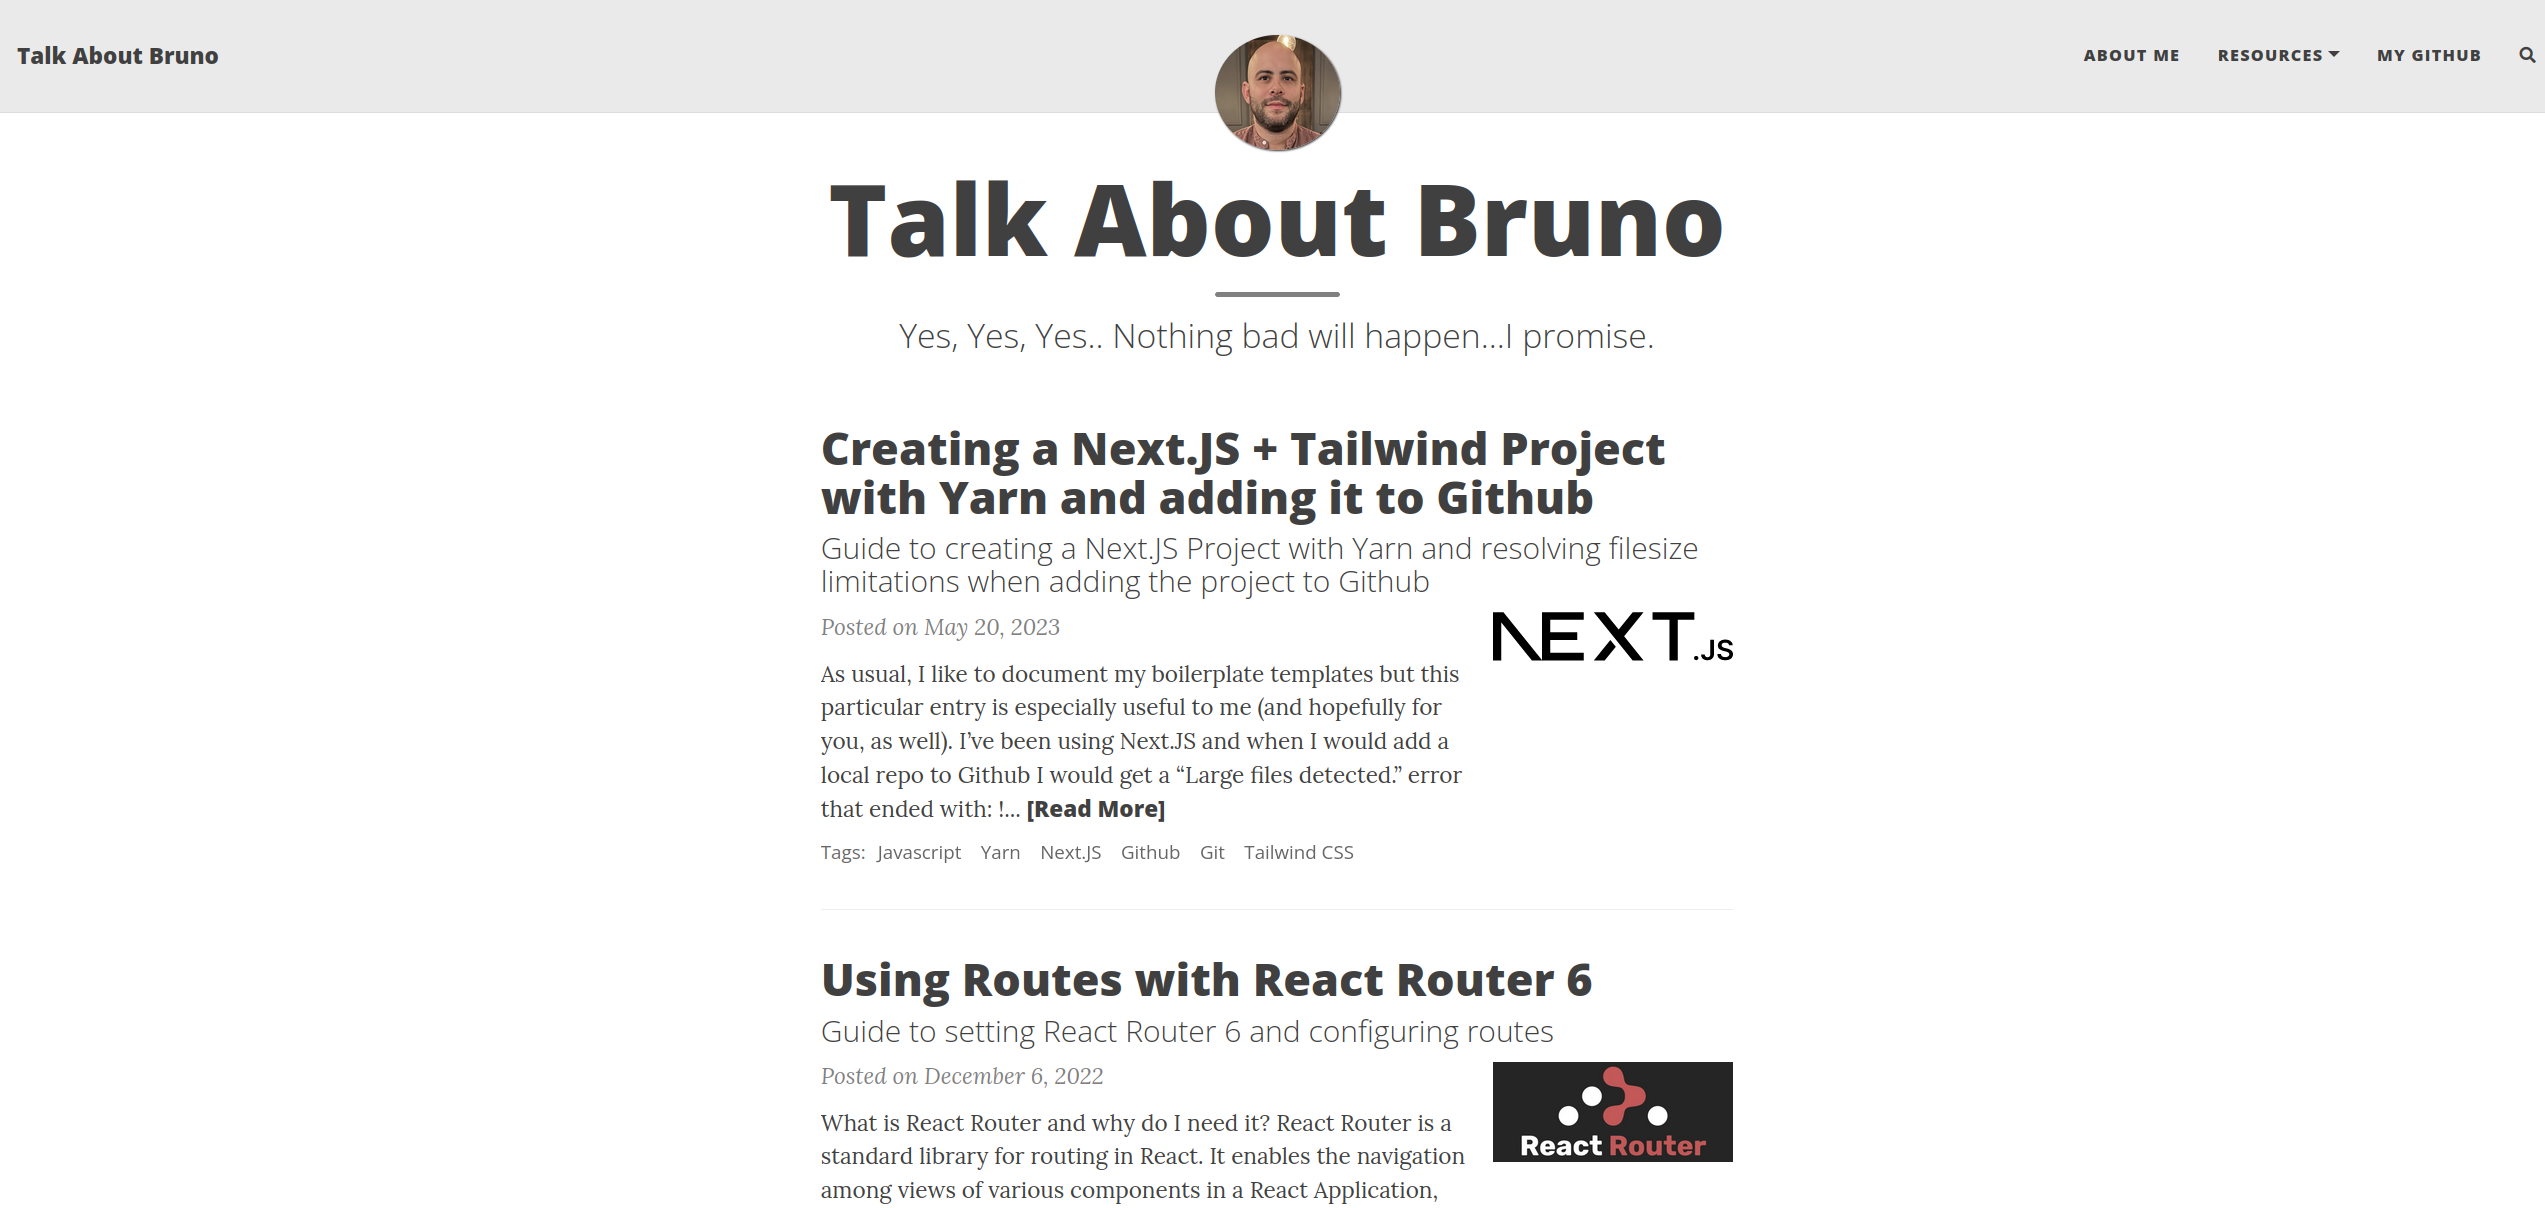 Talk About Bruno
ABOUT ME
RESOURCES
MY GITHUB
Talk About Bruno
Yes, Yes, Yes.. Nothing bad will happen...I promise.
Creating a Next.JS + Tailwind Project
with Yarn and adding it to Github
Guide to creating a Next.JS Project with Yarn and resolving filesize
limitations when adding the project to Github
Posted on May 20, 2023
NEXT.JS
As usual, I like to document my boilerplate templates but this
particular entry is especially useful to me (and hopefully for
you, as well). I’ve been using Next.JS and when I would add a
local repo to Github I would get a “Large files detected.” error
that ended with: !... [Read More]
Tags: Javascript Yarn Next.JS Github Git Tailwind CSS
Using Routes with React Router 6
Guide to setting React Router 6 and configuring routes
Posted on December 6, 2022
React Router
What is React Router and why do I need it? React Router is a
standard library for routing in React. It enables the navigation
among views of various components in a React Application,